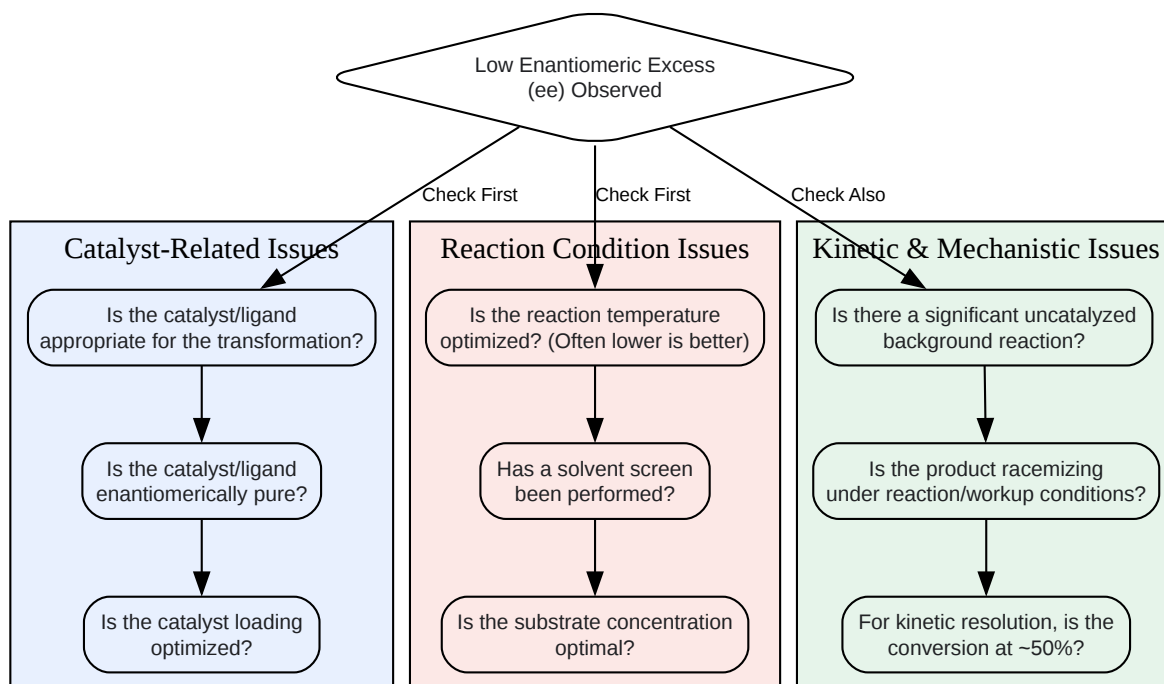 Low Enantiomeric Excess
(ee) Observed
Check First
Check First
Check Also
Catalyst-Related Issues
Is the catalyst/ligand
appropriate for the transformation?
Is the catalyst/ligand
enantiomerically pure?
Is the catalyst loading
optimized?
Reaction Condition Issues
Is the reaction temperature
optimized? (Often lower is better)
Has a solvent screen
been performed?
Is the substrate concentration
optimal?
Kinetic & Mechanistic Issues
Is there a significant uncatalyzed
background reaction?
Is the product racemizing
under reaction/workup conditions?
For kinetic resolution, is the
conversion at ~50%?